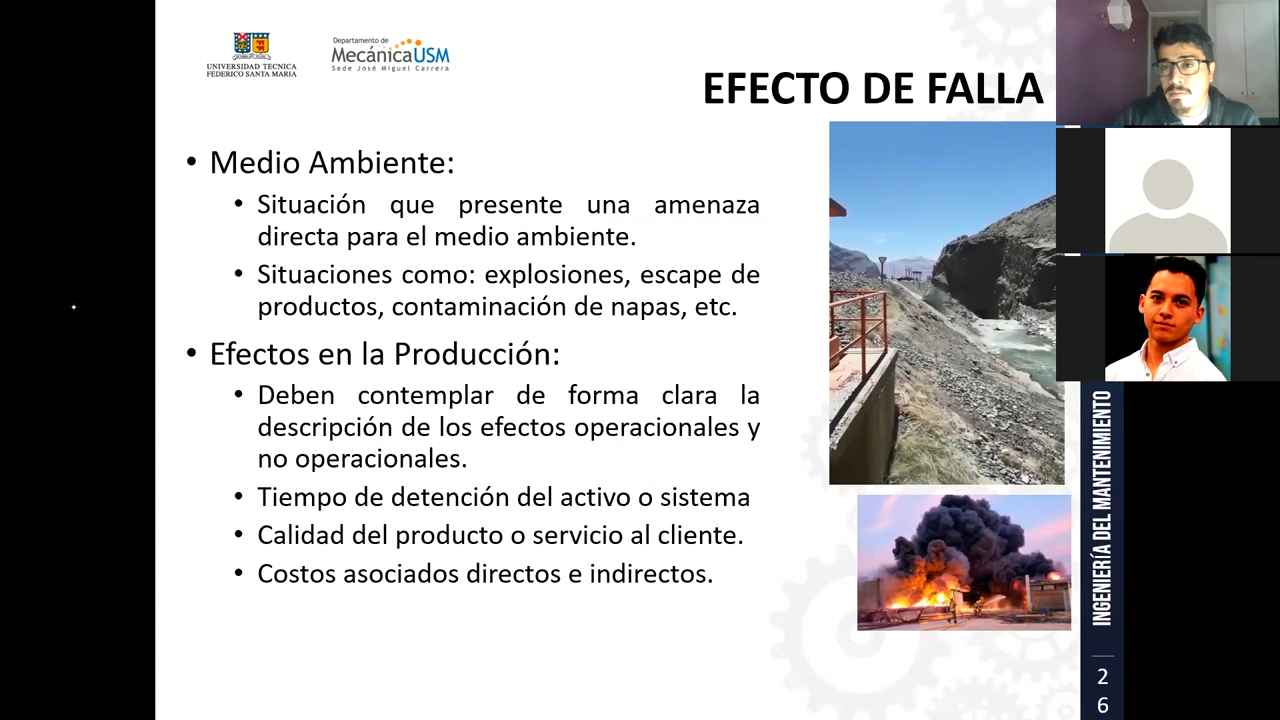 UNIVERSIDAD TECNICA
FEDERICO SANTA MARIA
Departamento de
MecánicaUSM
Sede José Miguel Carrera
EFECTO DE FALLA
• Medio Ambiente:
• Situación que presente una amenaza
directa para el medio ambiente.
• Situaciones como: explosiones, escape de
productos, contaminación de napas, etc.
• Efectos en la Producción:
• Deben contemplar de forma clara la
descripción de los efectos operacionales y
no operacionales.
• Tiempo de detención del activo o sistema
• Calidad del producto o servicio al cliente.
• Costos asociados directos e indirectos.
INGENIERÍA DEL MANTENIMIENTO
2
6